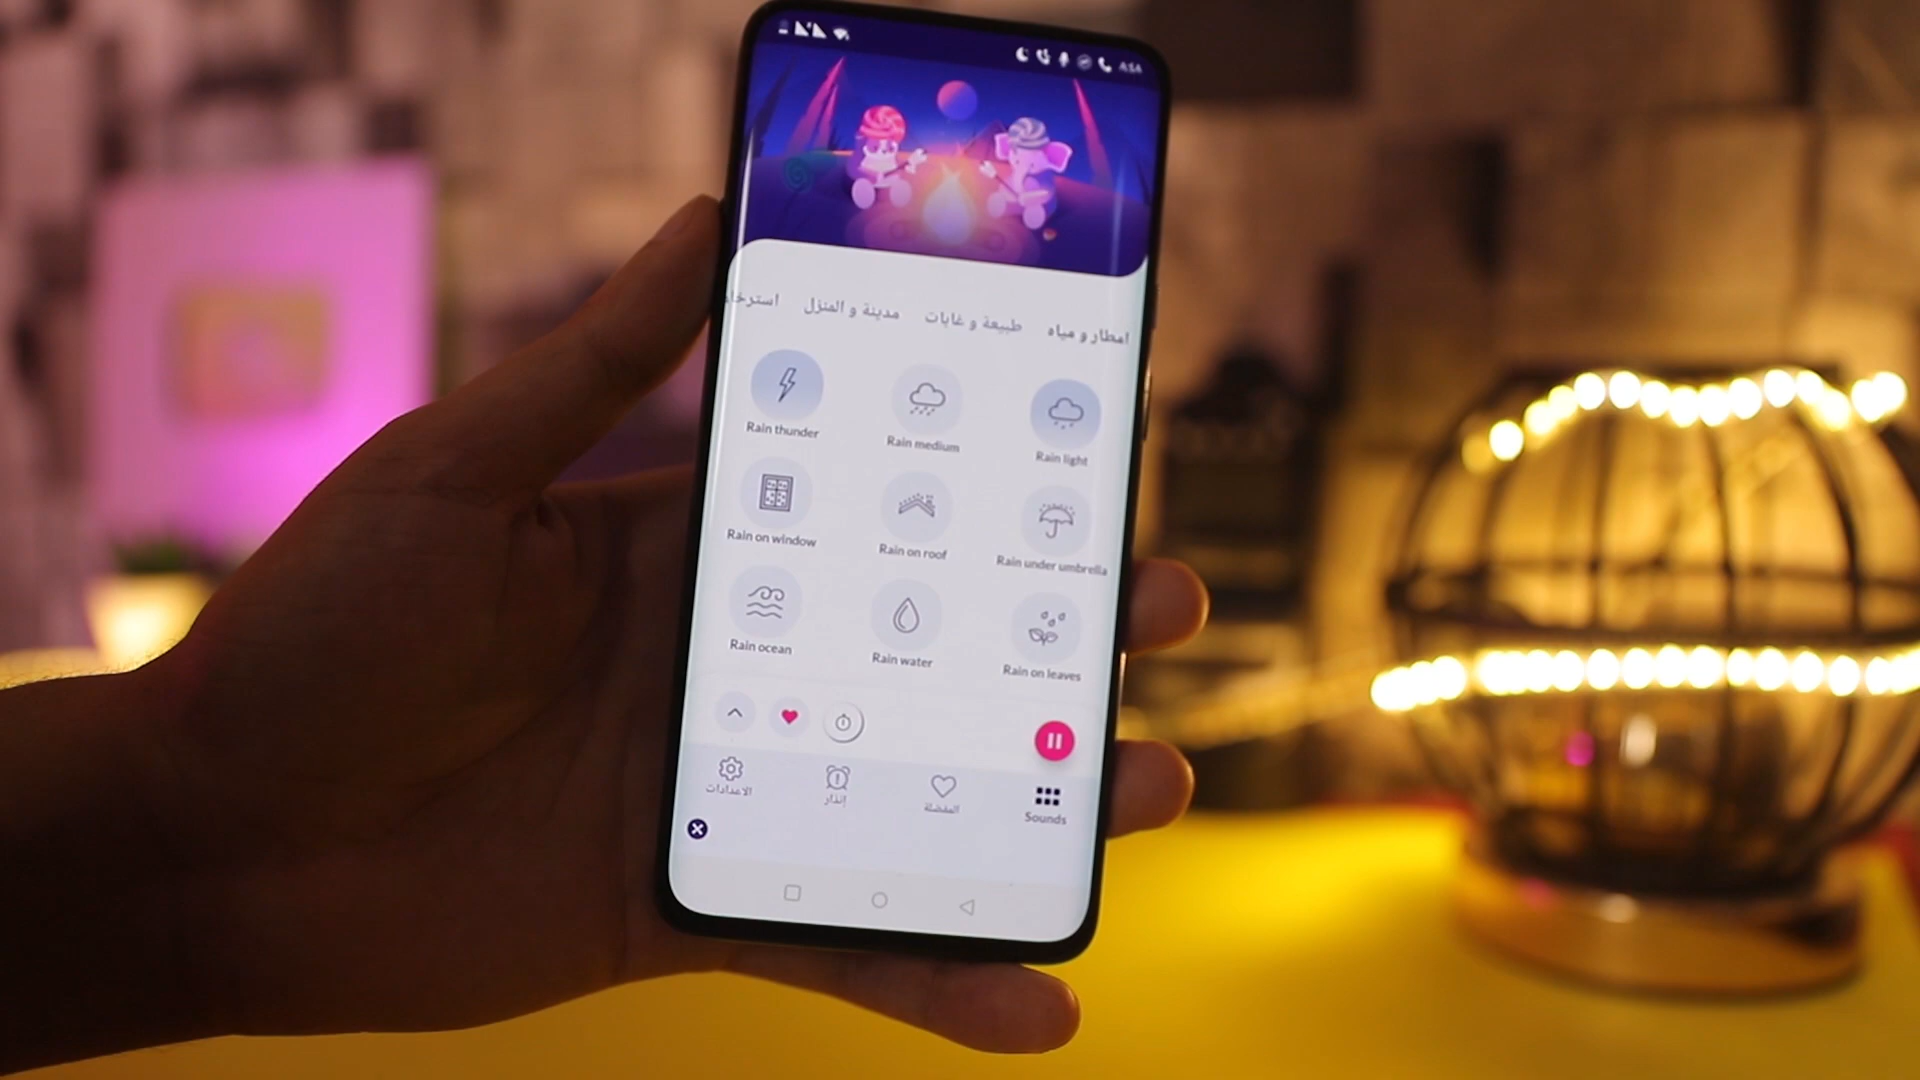 امطار و مياه طبيعة و غابات مدينة و المنزل
Rain thunder Rain medium Rain light
Rain on window Rain on roof Rain under umbrella
Rain ocean Rain water Rain on leaves
الاعدادات إنذار المفضلة Sounds